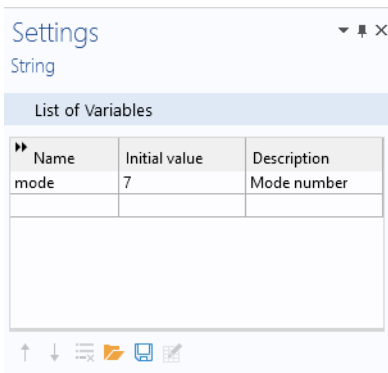 Settings
String
List of Variables
Name Initial value Description
mode 7 Mode number